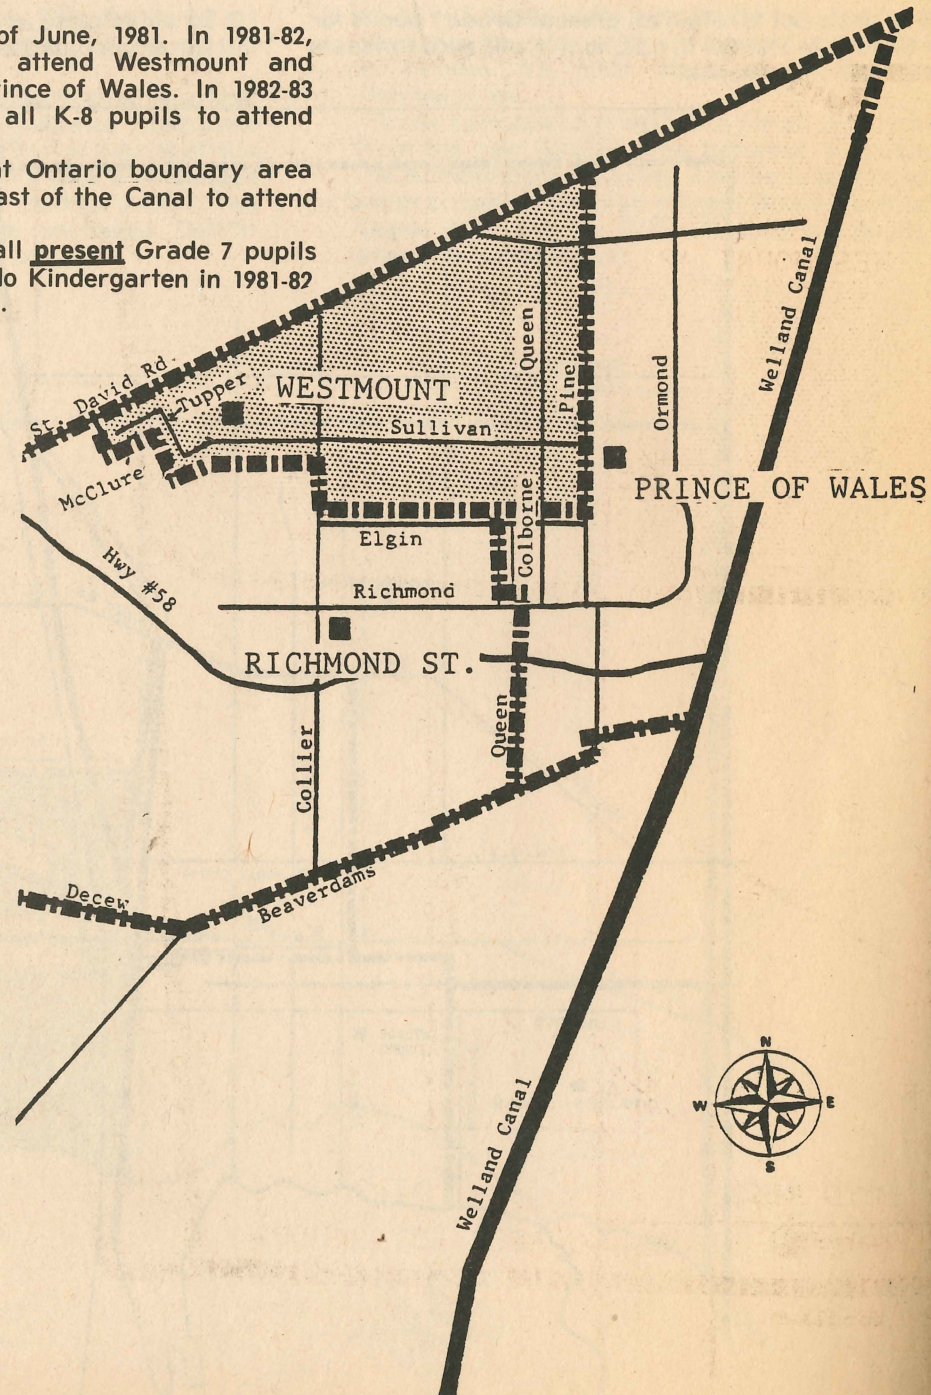 of June, 1981. In 1981-82,
attend Westmount and
ince of Wales. In 1982-83
all K-8 pupils to attend
t Ontario boundary area
ast of the Canal to attend
all present Grade 7 pupils
o Kindergarten in 1981-82
.
St. David Rd.
Tupper
WESTMOUNT
Queen
Pine
Ormond
Welland Canal
Sullivan
McClure
PRINCE OF WALES
Elgin
Colborne
Hwy #58
Richmond
RICHMOND ST.
Queen
Collier
Decew
Beaverdams
Welland Canal
N
W E
S